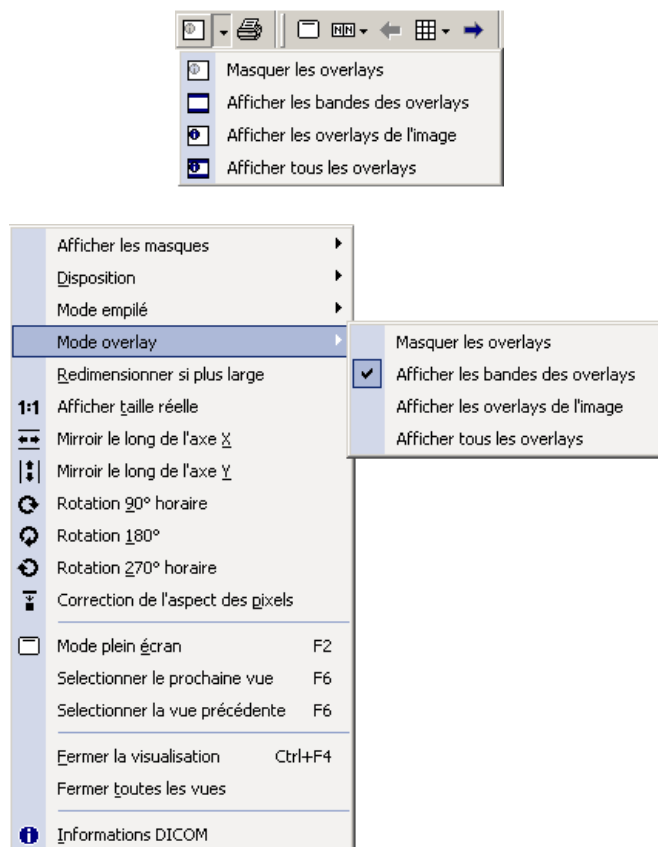 Masquer les overlays
Afficher les bandes des overlays
Afficher les overlays de l'image
Afficher tous les overlays
Afficher les masques
Disposition
Mode empilé
Mode overlay
Masquer les overlays
Redimensionner si plus large
Afficher les bandes des overlays
1:1 Afficher taille réelle
Afficher les overlays de l'image
Mirroir le long de l'axe X
Afficher tous les overlays
Mirroir le long de l'axe Y
Rotation 90° horaire
Rotation 180°
Rotation 270° horaire
Correction de l'aspect des pixels
Mode plein écran F2
Selectionner le prochaine vue F6
Selectionner la vue précédente F6
Fermer la visualisation Ctrl+F4
Fermer toutes les vues
Informations DICOM